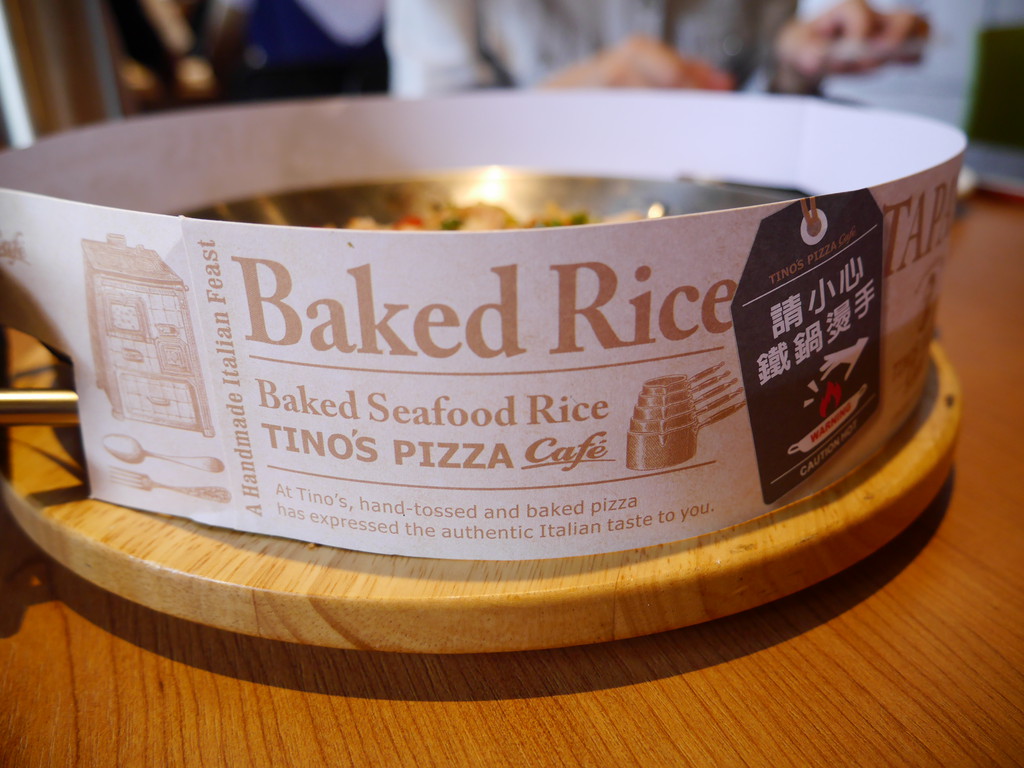 Café
A Handmade Italian Feast
Baked Rice
Baked Seafood Rice
TINO'S PIZZA Café
At Tino's, hand-tossed and baked pizza
has expressed the authentic Italian taste to you.
TINO'S PIZZA Café
請小心
鐵鍋燙手
WARNING
CAUTION HOT